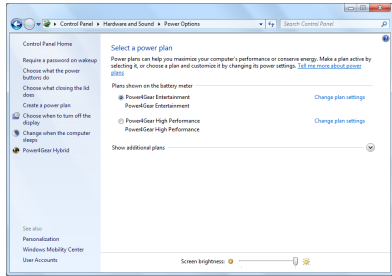 Control Panel ▸ Hardware and Sound ▸ Power Options
Search Control Panel
Control Panel Home
Require a password on wakeup
Choose what the power
buttons do
Choose what closing the lid
does
Create a power plan
Choose when to turn off the
display
Change when the computer
sleeps
Power4Gear Hybrid
See also
Personalization
Windows Mobility Center
User Accounts
Select a power plan
Power plans can help you maximize your computer's performance or conserve energy. Make a plan active by
selecting it, or choose a plan and customize it by changing its power settings. Tell me more about power
plans
Plans shown on the battery meter
Power4Gear Entertainment Change plan settings
Power4Gear Entertainment
Power4Gear High Performance Change plan settings
Power4Gear High Performance
Show additional plans
Screen brightness: